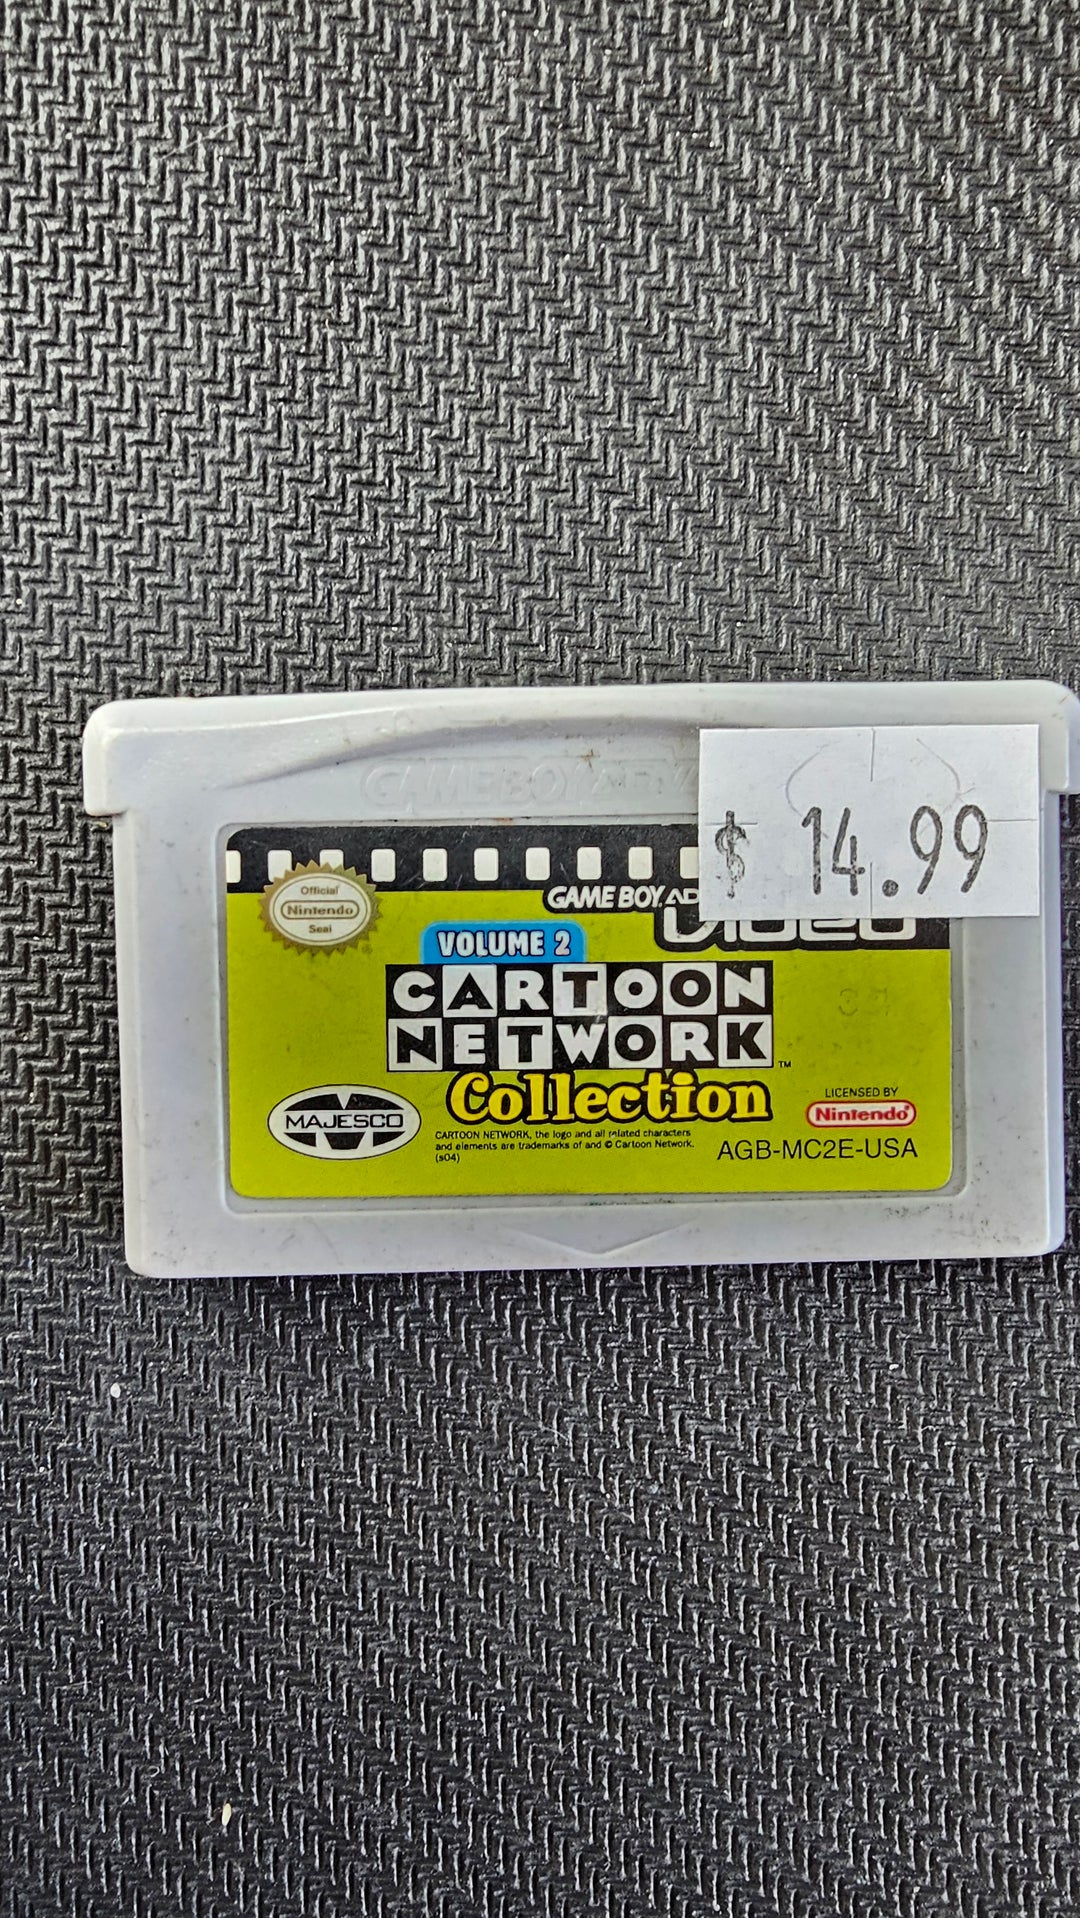 $ 14.99
GAME BOY ADV
Official
Nintendo
Seal
GAME BOY AD
VIDEO
VOLUME 2
CARTOON
NETWORK
™
Collection
MAJESCO
CARTOON NETWORK, the logo and all related characters
and elements are trademarks of and © Cartoon Network.
(s04)
LICENSED BY
Nintendo
AGB-MC2E-USA